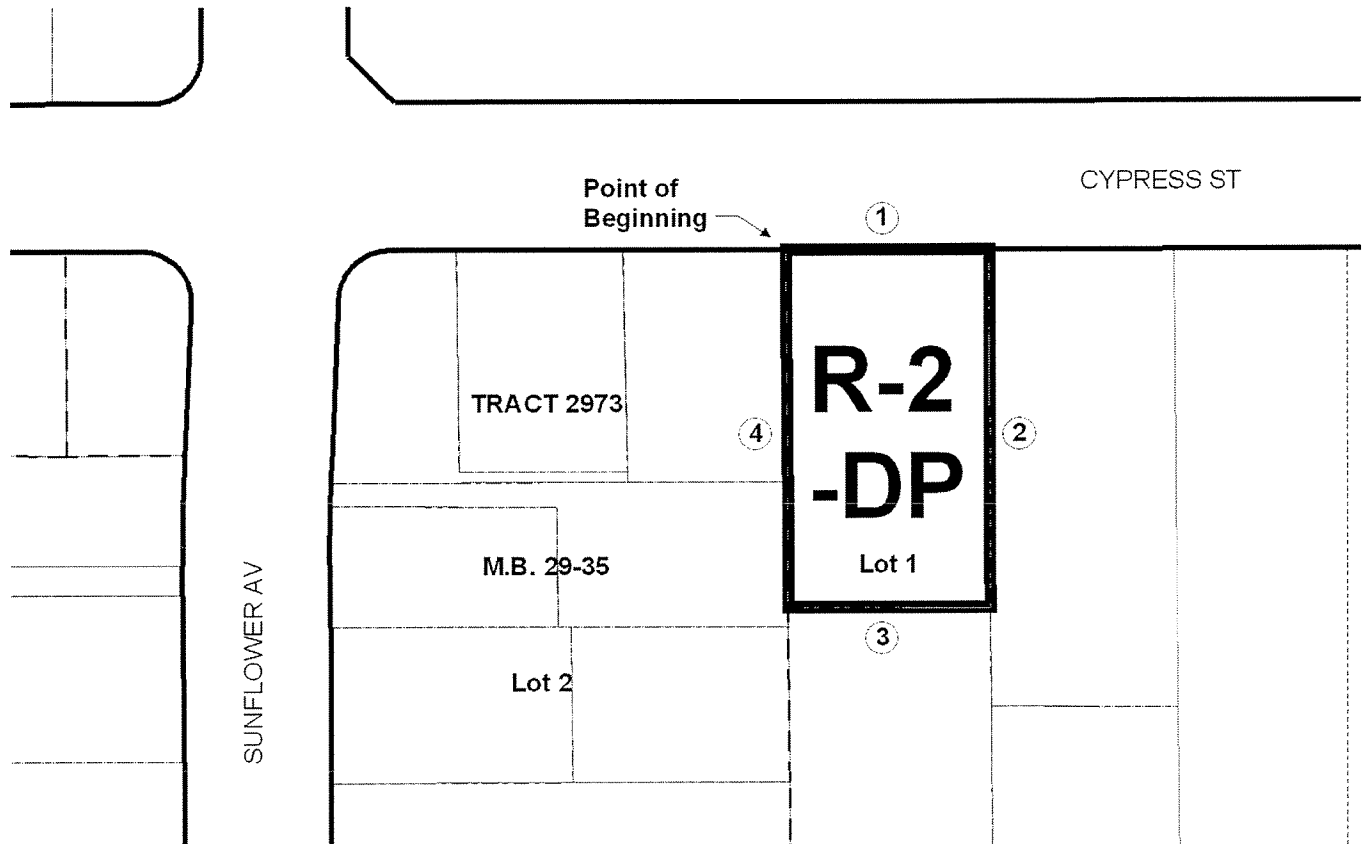 CYPRESS ST
Point of
Beginning
1
R-2
-DP
Lot 1
2
3
4
TRACT 2973
M.B. 29-35
Lot 2
SUNFLOWER AV